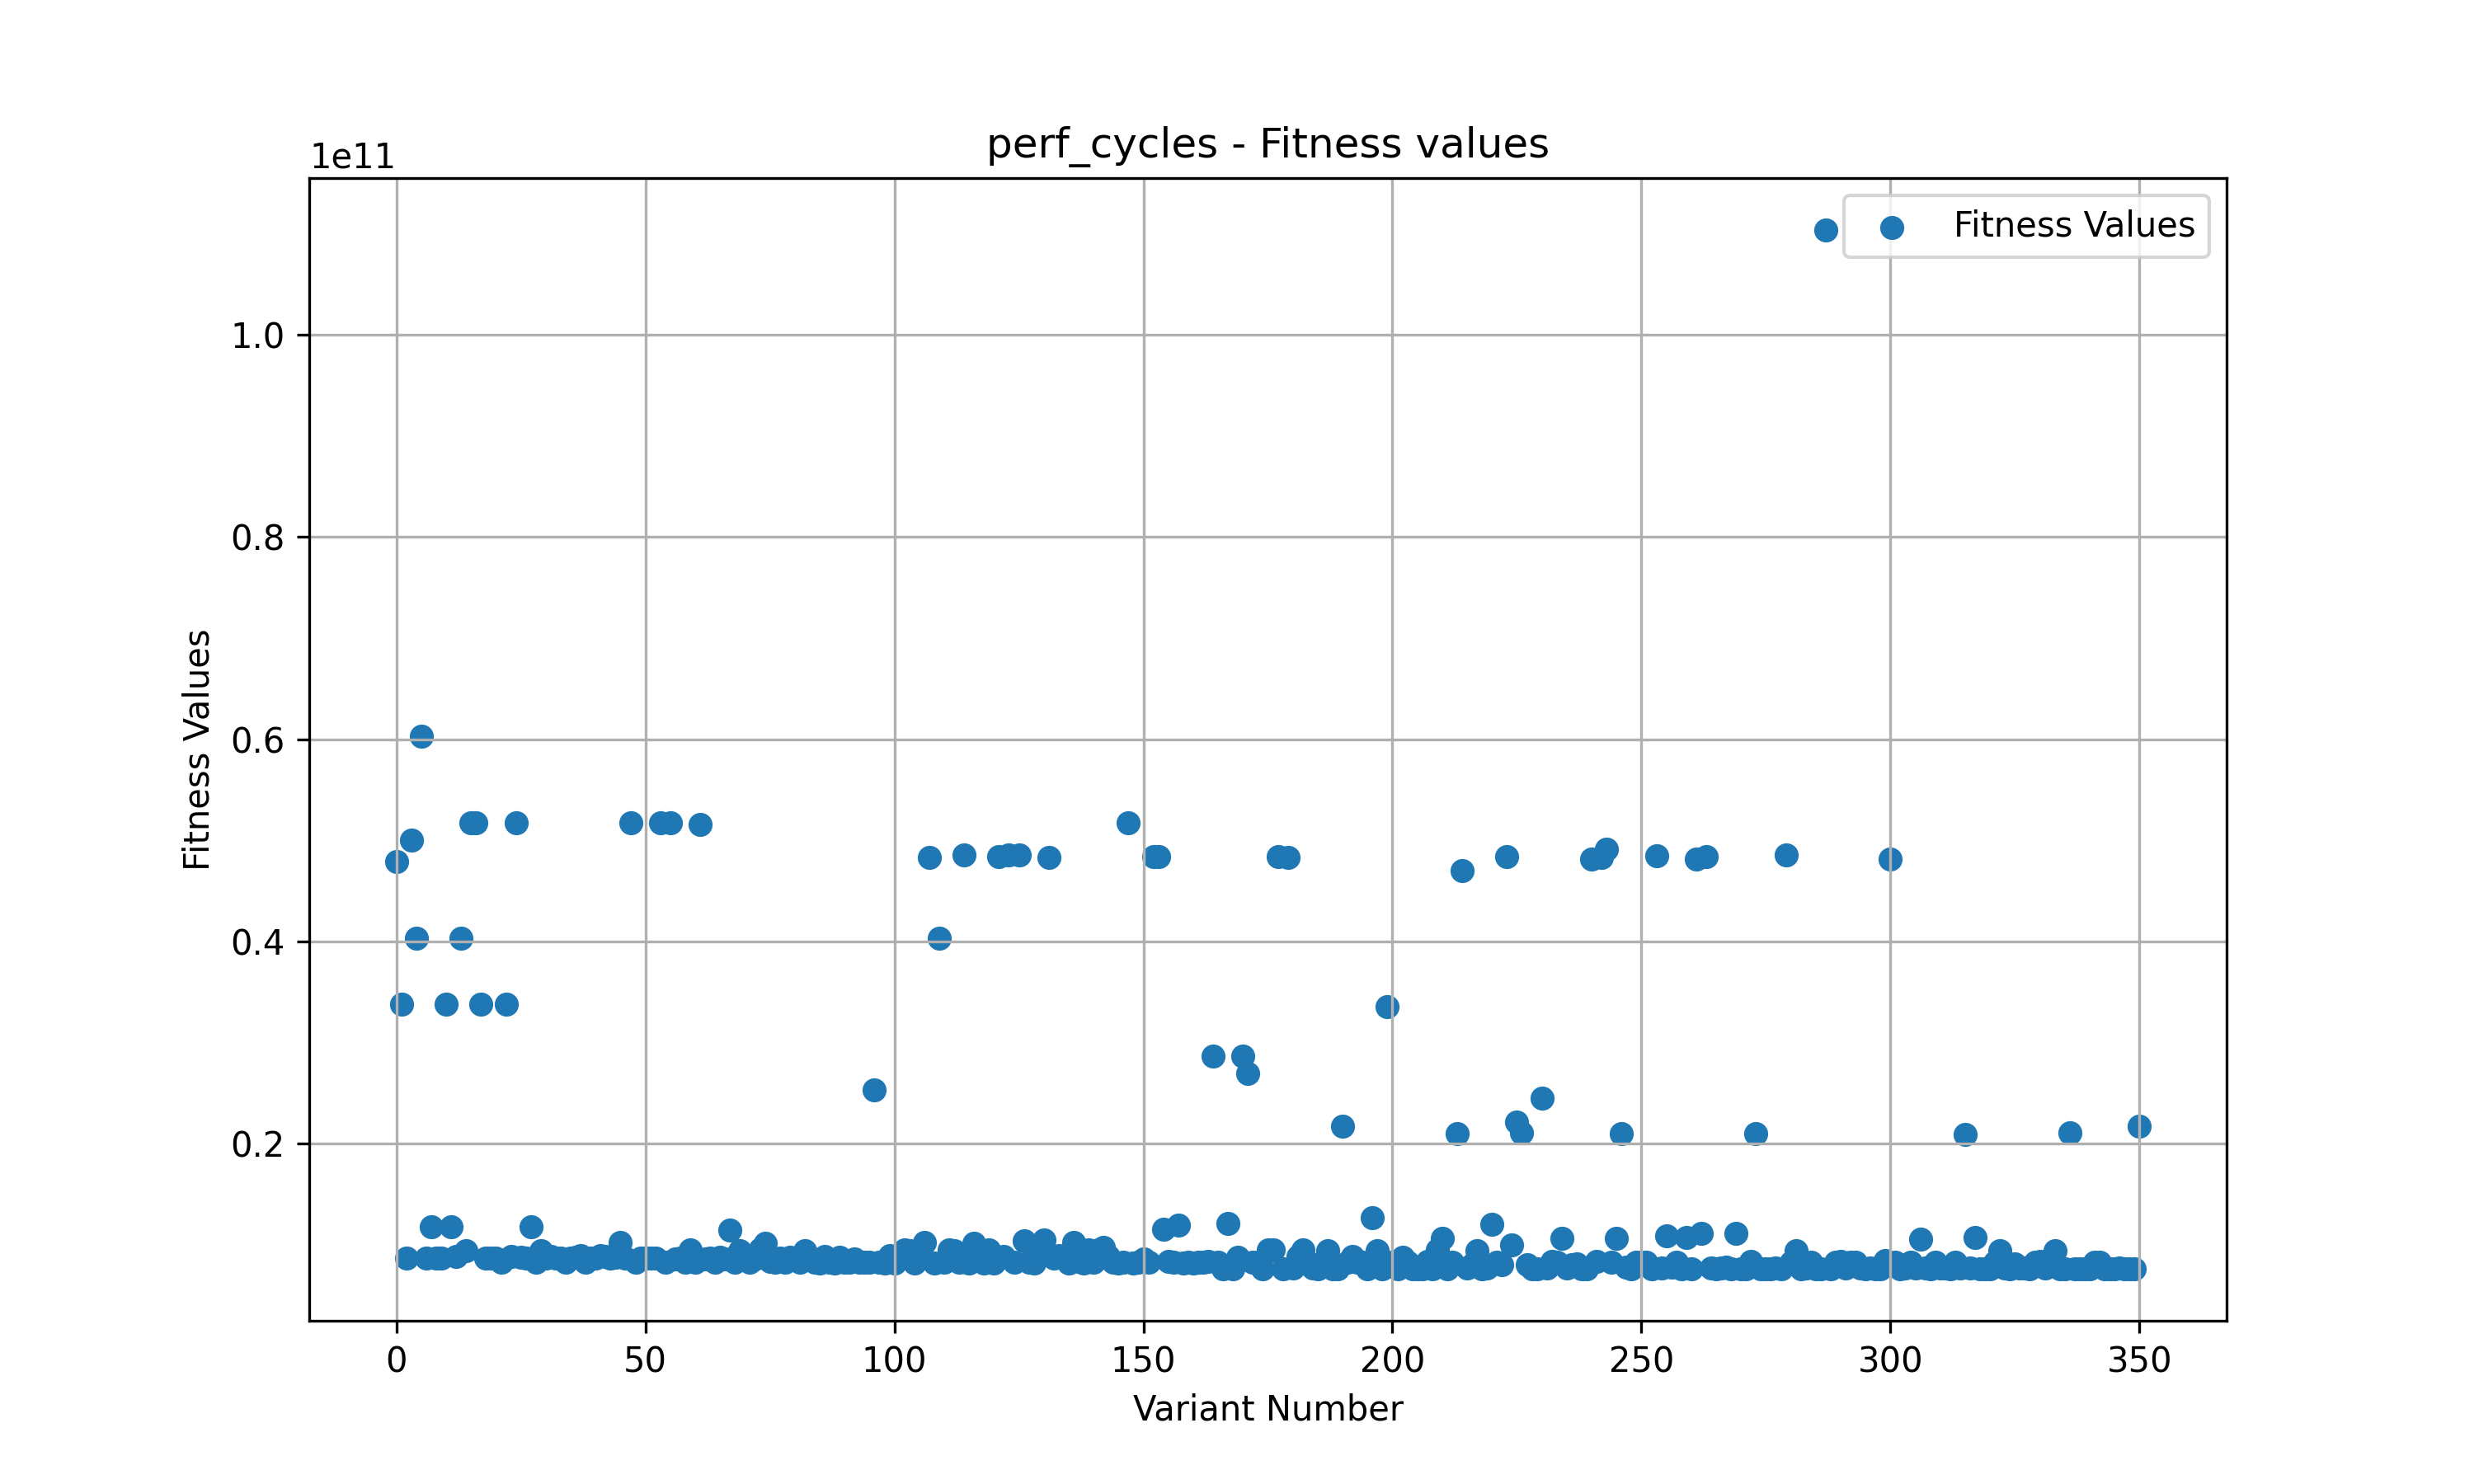 perf_cycles - Fitness values
1e11
Fitness Values
1.0
0.8
0.6
0.4
0.2
Fitness Values
0 50 100 150 200 250 300 350
Variant Number